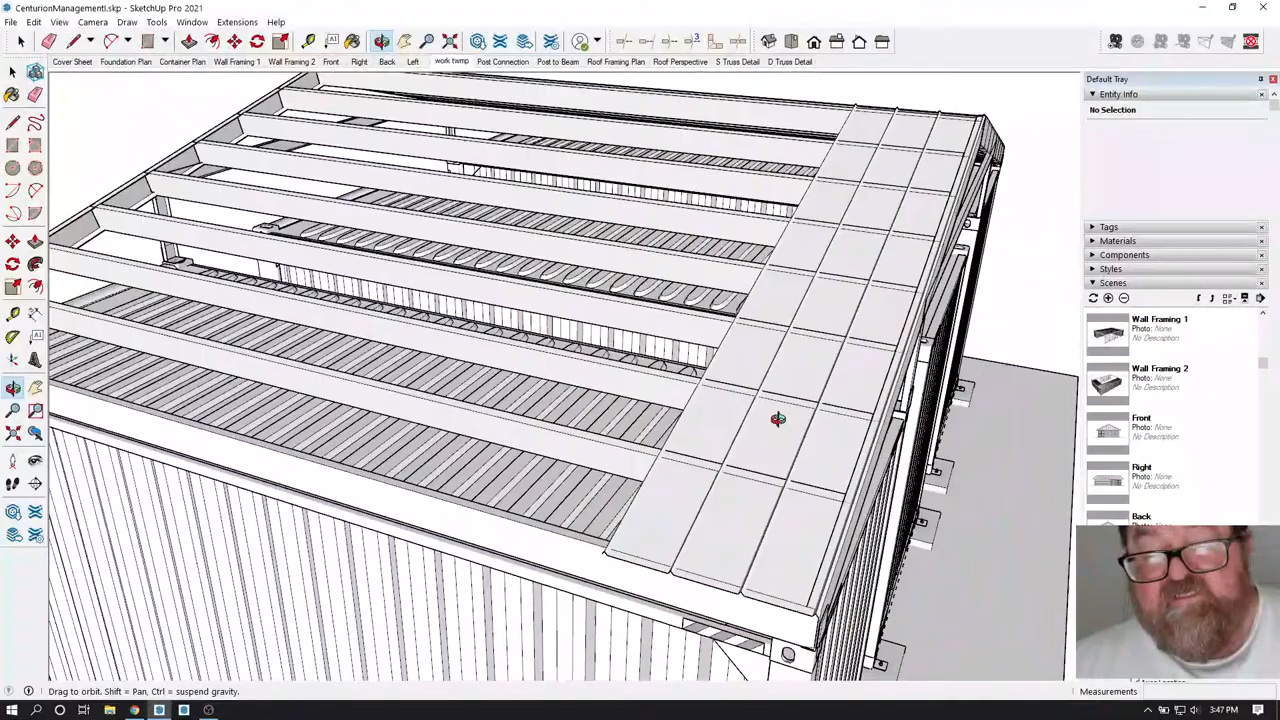 CenturionManagementI.skp - SketchUp Pro 2021
File Edit View Camera Draw Tools Window Extensions Help
Cover Sheet Foundation Plan Container Plan Wall Framing 1 Wall Framing 2 Front Right Back Left work twmp Post Connection Post to Beam Roof Framing Plan Roof Perspective S Truss Detail D Truss Detail
Default Tray
Entity Info
No Selection
Tags
Materials
Components
Styles
Scenes
Wall Framing 1
Photo: None
No Description
Wall Framing 2
Photo: None
No Description
Front
Photo: None
No Description
Right
Photo: None
No Description
Back
Drag to orbit. Shift = Pan, Ctrl = suspend gravity.
Measurements
3:47 PM